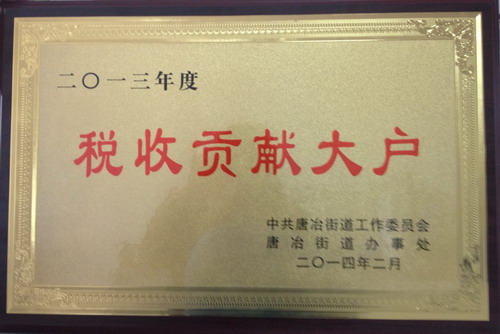 二〇一三年度
税收贡献大户
中共唐冶街道工作委员会
唐冶街道办事处
二〇一四年二月